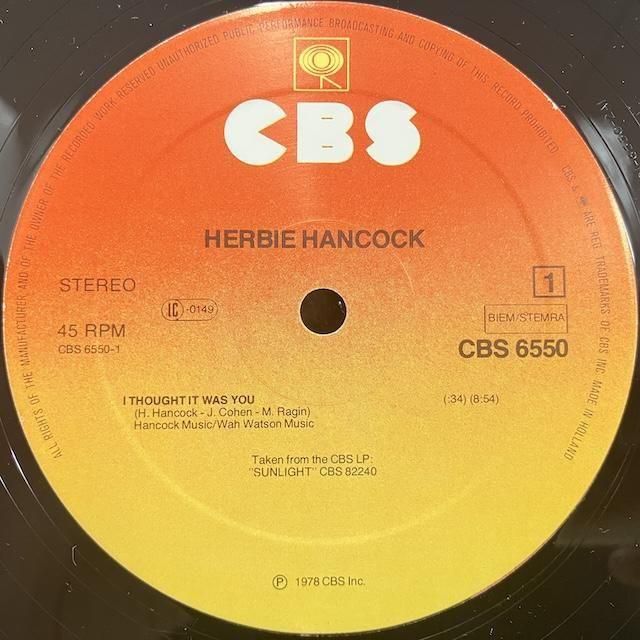 ALL RIGHTS OF THE MANUFACTURER AND OF THE OWNER OF THE RECORDED WORK RESERVED UNAUTHORIZED PUBLIC PERFORMANCE BROADCASTING AND COPYING OF THIS RECORD PROHIBITED CBS & ARE REG TRADEMARKS OF CBS INC MADE IN HOLLAND
CBS
HERBIE HANCOCK
STEREO
1
LC -0149
BIEM/STEMRA
45 RPM
CBS 6550
CBS 6550-1
I THOUGHT IT WAS YOU (:34) (8:54)
(H. Hancock - J. Cohen - M. Ragin)
Hancock Music/Wah Watson Music
Taken from the CBS LP:
"SUNLIGHT" CBS 82240
Ⓟ 1978 CBS Inc.